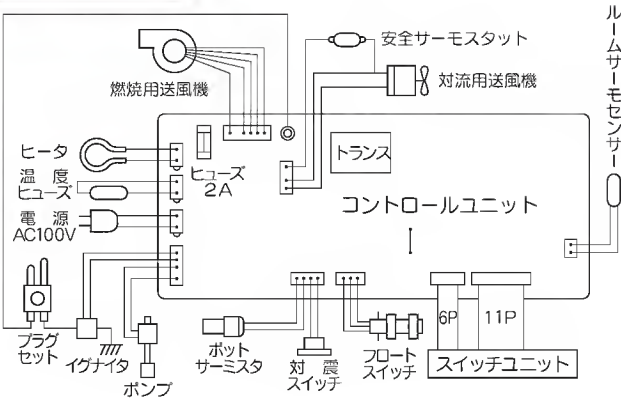 安全サーモスタット
燃焼用送風機
対流用送風機
ルームサーモセンサー
ヒータ
温度
ヒューズ
電源
AC100V
ヒューズ
2A
トランス
コントロールユニット
プラグ
セット
イグナイタ
ポンプ
ポット
サーミスタ
対震
スイッチ
フロート
スイッチ
6P
11P
スイッチユニット